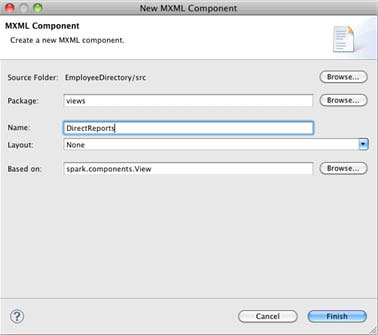 New MXML Component
MXML Component
Create a new MXML component.
Source Folder: EmployeeDirectory/src Browse...
Package: views Browse...
Name: DirectReports
Layout: None
Based on: spark.components.View Browse...
? Cancel Finish